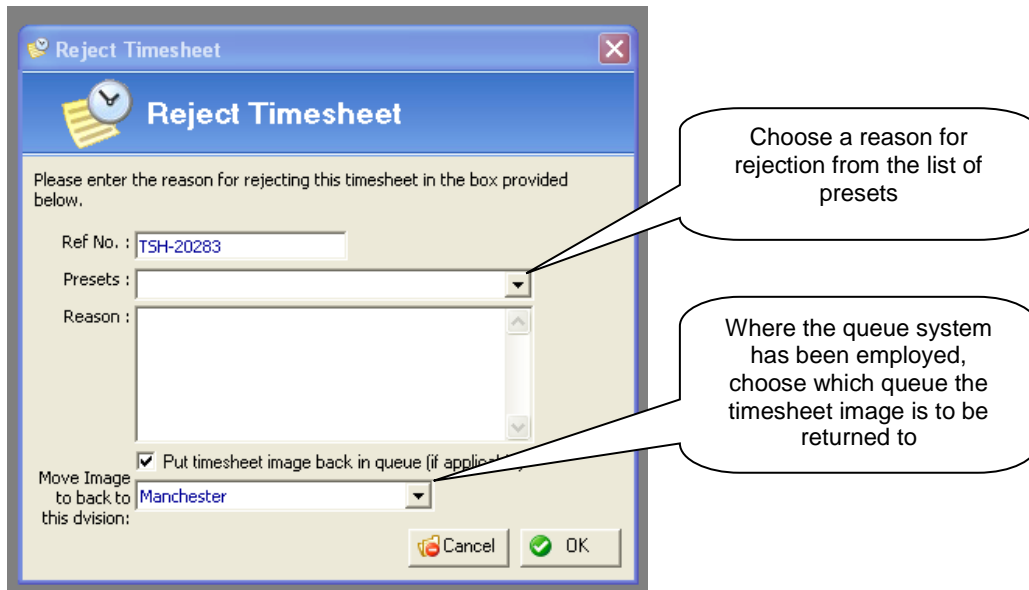 Reject Timesheet
Reject Timesheet
Please enter the reason for rejecting this timesheet in the box provided
below.
Ref No. : TSH-20283
Presets :
Reason :
Put timesheet image back in queue (if
Move Image
to back to
this dvision:
Manchester
Cancel
OK
Choose a reason for
rejection from the list of
presets
Where the queue system
has been employed,
choose which queue the
timesheet image is to be
returned to